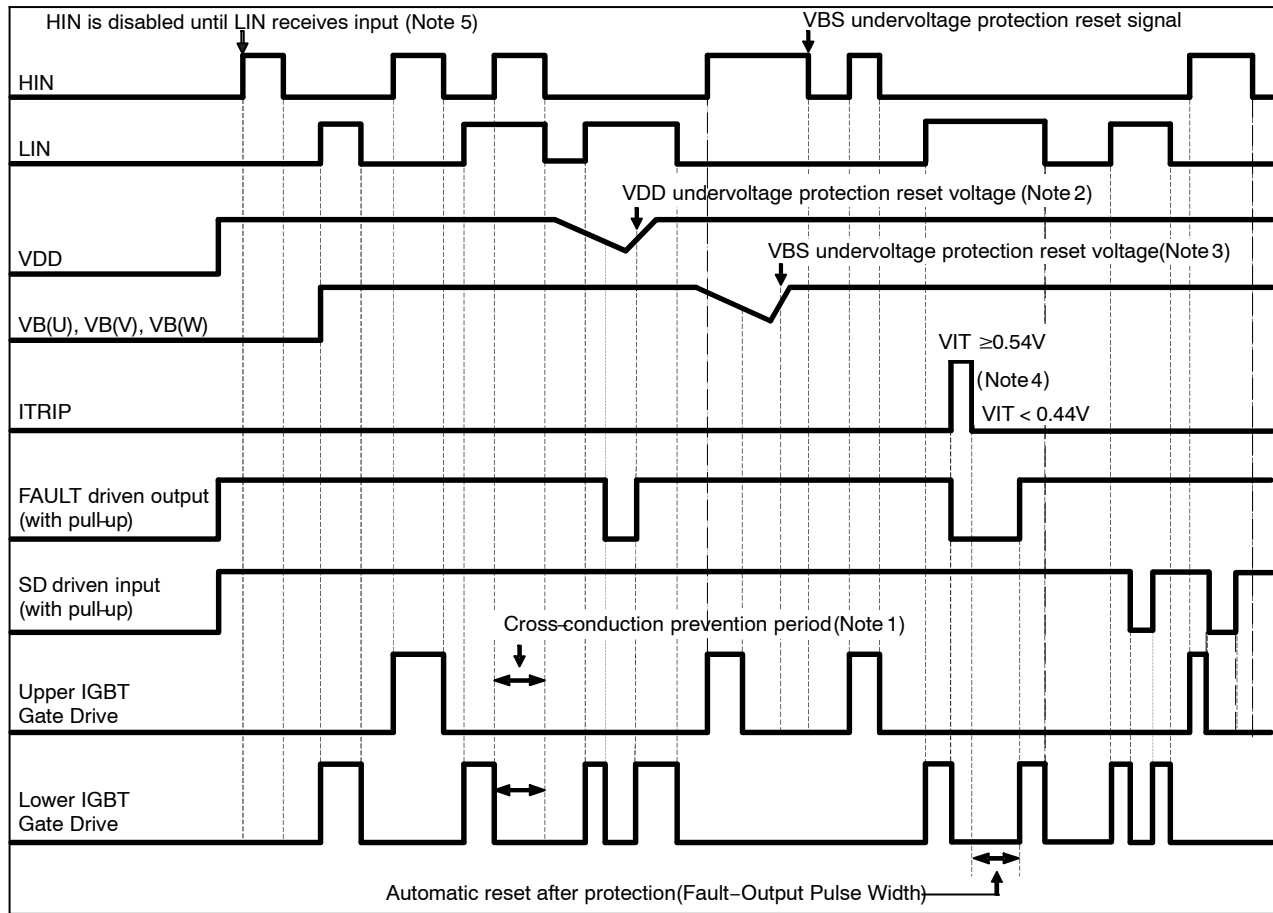 HIN is disabled until LIN receives input (Note 5)
VBS undervoltage protection reset signal
HIN
LIN
VDD undervoltage protection reset voltage (Note 2)
VDD
VBS undervoltage protection reset voltage(Note 3)
VB(U), VB(V), VB(W)
VIT ≥0.54V
(Note 4)
VIT < 0.44V
ITRIP
FAULT driven output
(with pull-up)
SD driven input
(with pull-up)
Cross-conduction prevention period(Note 1)
Upper IGBT
Gate Drive
Lower IGBT
Gate Drive
Automatic reset after protection(Fault-Output Pulse Width)